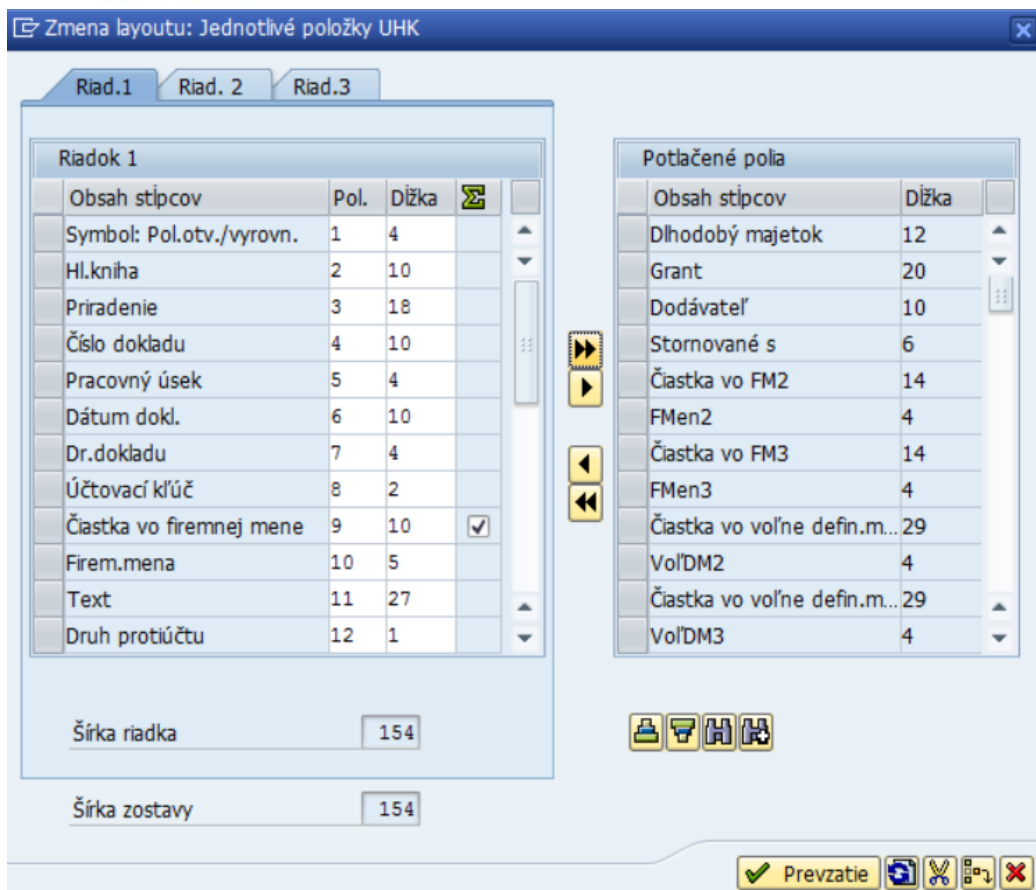 Zmena layoutu: Jednotlivé položky UHK
Riad.1 Riad. 2 Riad.3
Riadok 1
Obsah stĺpcov Pol. Dĺžka
Symbol: Pol.otv./vyrovn. 1 4
Hl.kniha 2 10
Priradenie 3 18
Číslo dokladu 4 10
Pracovný úsek 5 4
Dátum dokl. 6 10
Dr.dokladu 7 4
Účtovací kľúč 8 2
Čiastka vo firemnej mene 9 10
Firem.mena 10 5
Text 11 27
Druh protiúčtu 12 1
Šírka riadka 154
Šírka zostavy 154
Potlačené polia
Obsah stĺpcov Dĺžka
Dlhodobý majetok 12
Grant 20
Dodávateľ 10
Stornované s 6
Čiastka vo FM2 14
FMen2 4
Čiastka vo FM3 14
FMen3 4
Čiastka vo voľne defin.m... 29
VoľDM2 4
Čiastka vo voľne defin.m... 29
VoľDM3 4
Prevzatie